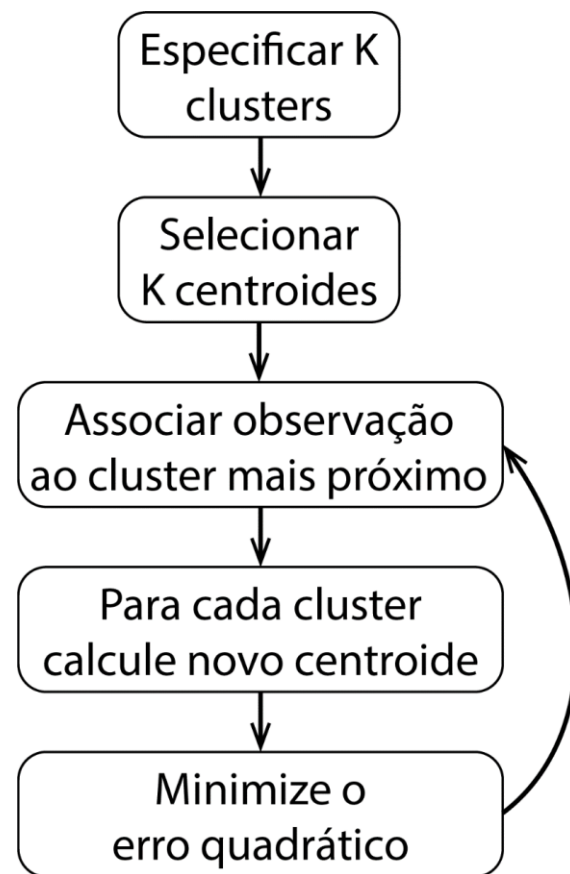 Especificar K
clusters
Selecionar
K centroides
Associar observação
ao cluster mais próximo
Para cada cluster
calcule novo centroide
Minimize o
erro quadrático